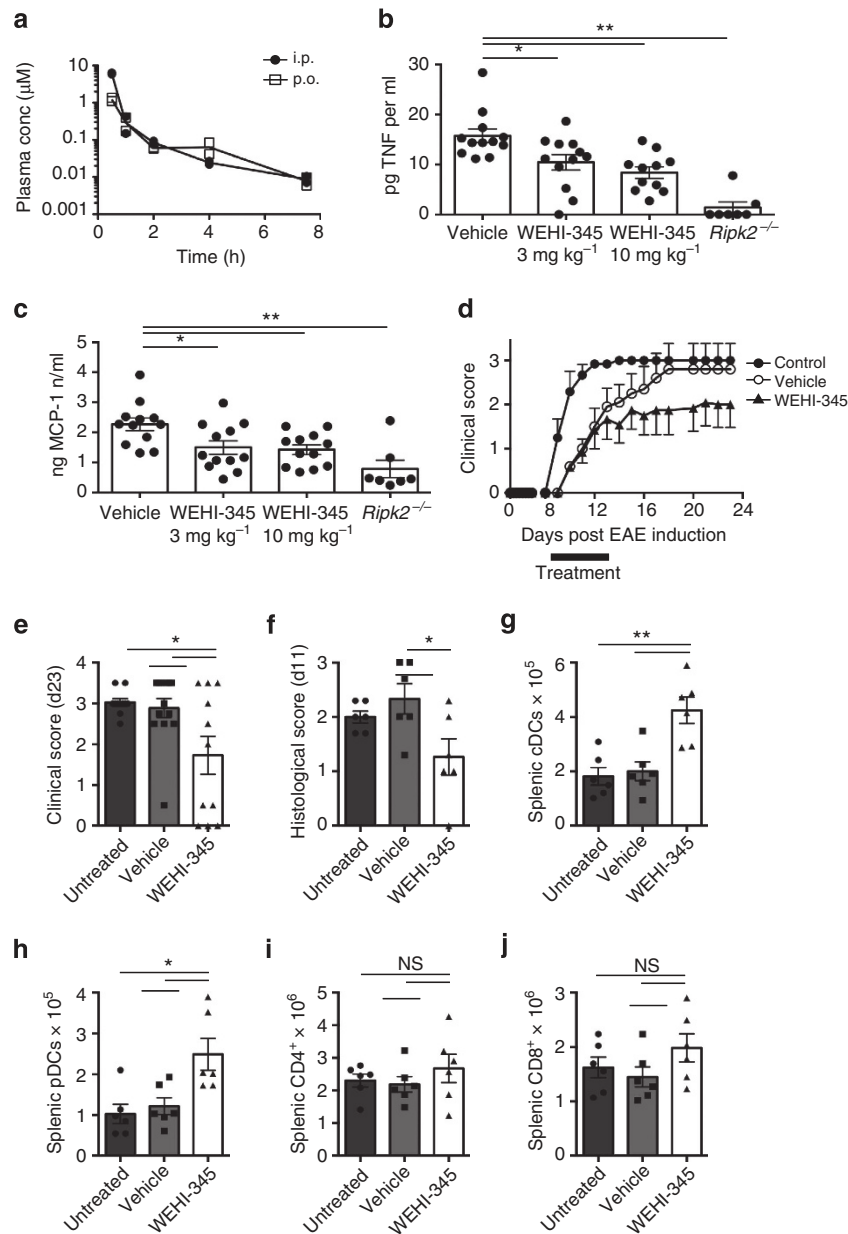 a
i.p.
p.o.
Plasma conc (μM)
10
1
0.1
0.01
0.001
0 2 4 6 8
Time (h)
b
**
*
pg TNF per ml
30
20
10
0
Vehicle WEHI-345 WEHI-345 Ripk2−/−
3 mg kg−1 10 mg kg−1
c
**
*
ng MCP-1 n/ml
5
4
3
2
1
0
Vehicle WEHI-345 WEHI-345 Ripk2−/−
3 mg kg−1 10 mg kg−1
d
Clinical score
3
2
1
0
0 8 12 16 20 24
Days post EAE induction
Treatment
Control
Vehicle
WEHI-345
e
*
Clinical score (d23)
4
3
2
1
0
Untreated
Vehicle
WEHI-345
f
*
Histological score (d11)
3
2
1
0
Untreated
Vehicle
WEHI-345
g
**
Splenic cDCs × 10⁵
6
4
2
0
Untreated
Vehicle
WEHI-345
h
*
Splenic pDCs × 10⁵
4
3
2
1
0
Untreated
Vehicle
WEHI-345
i
NS
Splenic CD4⁺ × 10⁶
5
4
3
2
1
0
Untreated
Vehicle
WEHI-345
j
NS
Splenic CD8⁺ × 10⁶
3
2
1
0
Untreated
Vehicle
WEHI-345